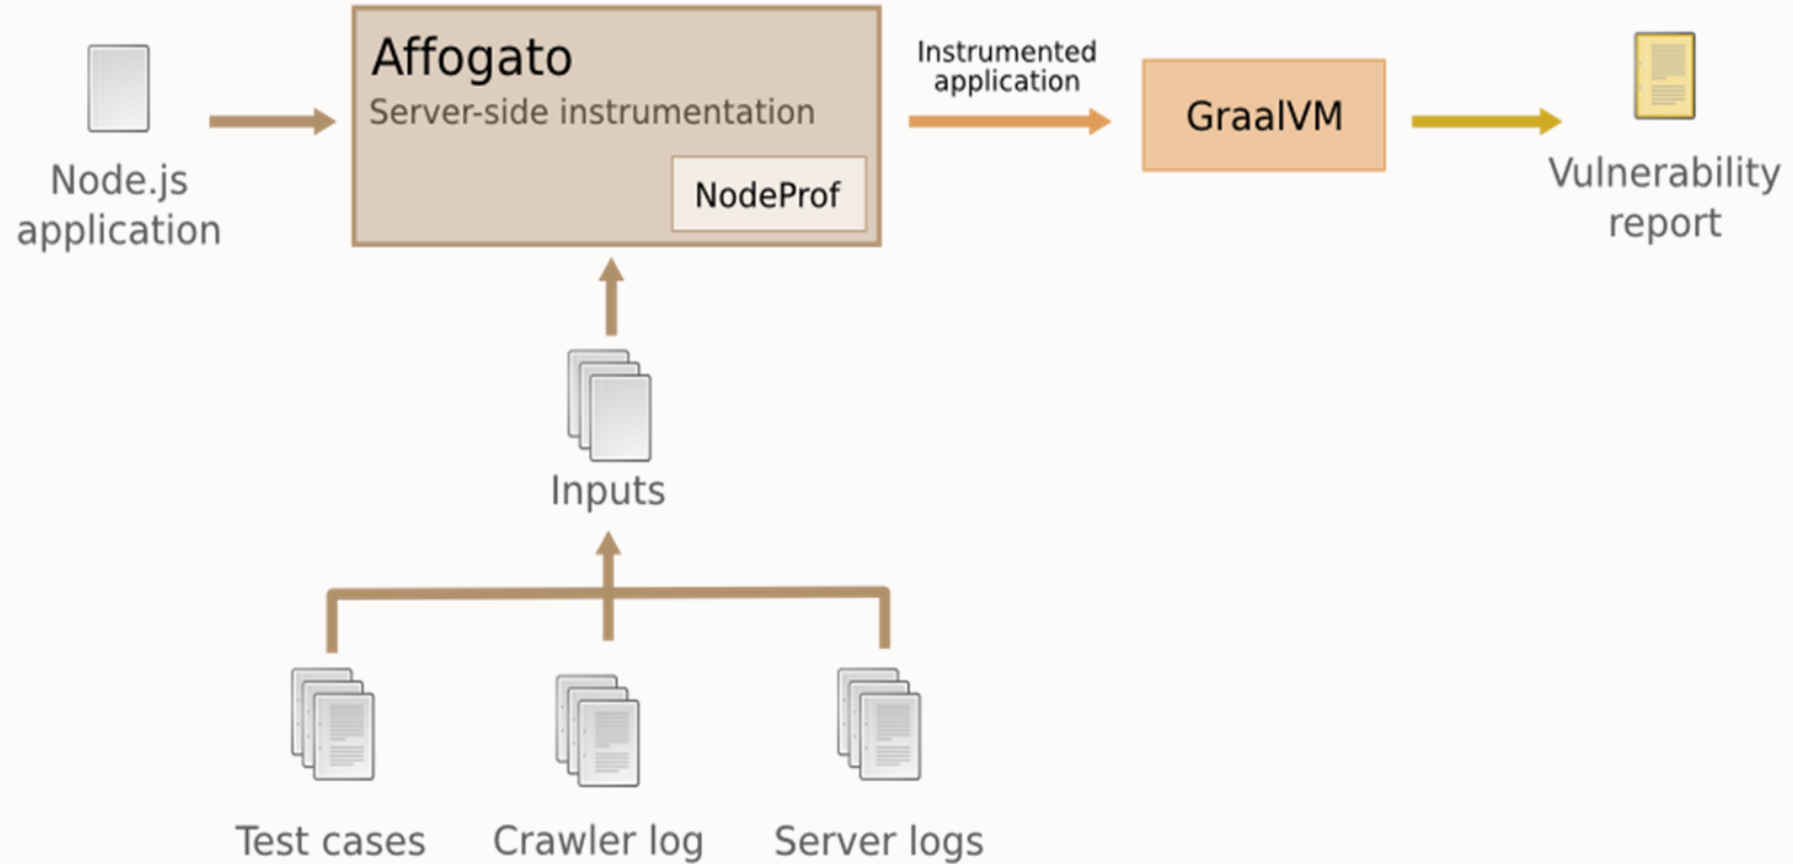 Node.js
application
Affogato
Server-side instrumentation
NodeProf
Instrumented
application
GraalVM
Vulnerability
report
Inputs
Test cases
Crawler log
Server logs